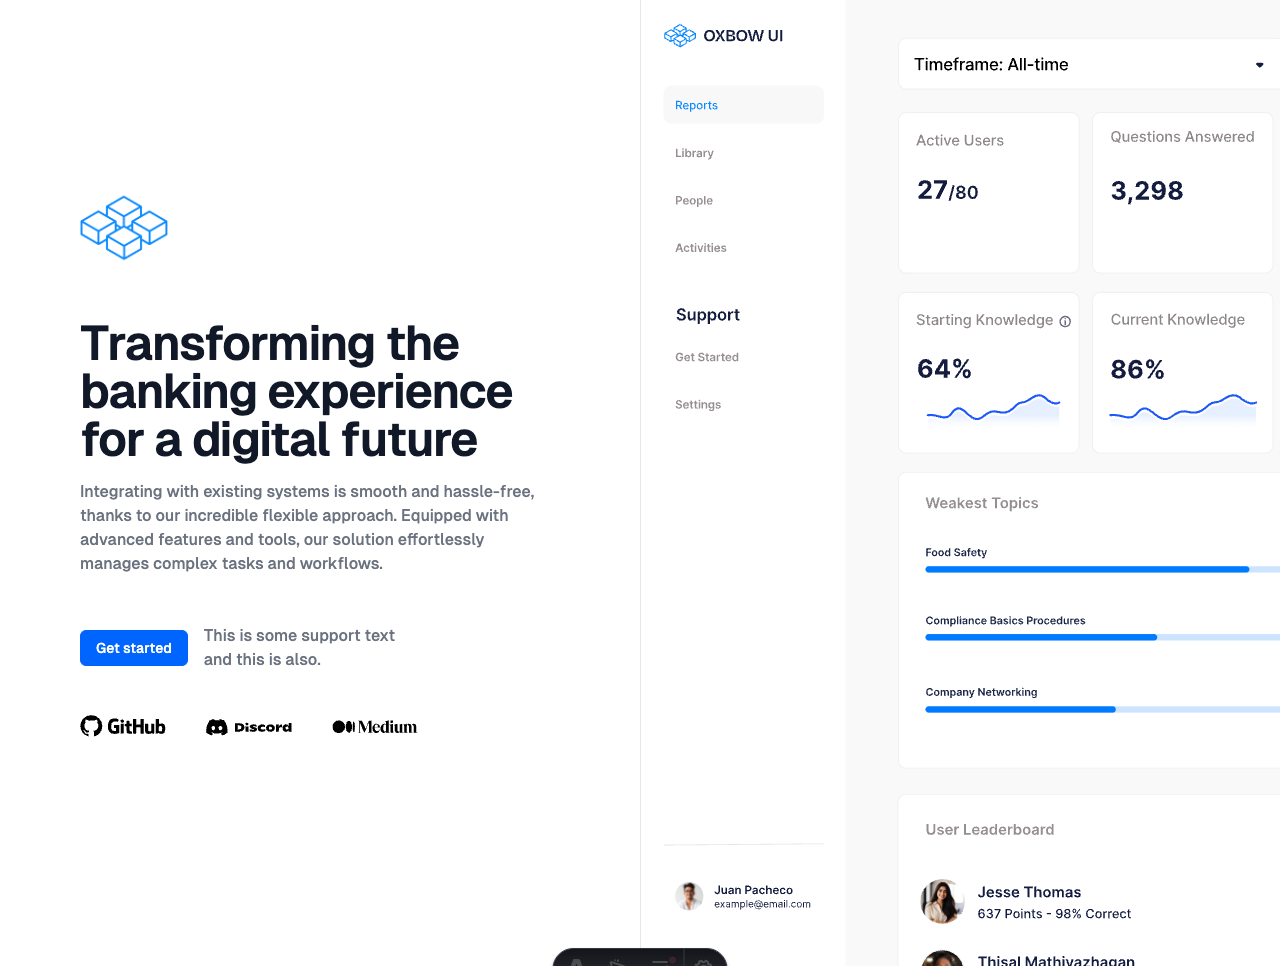 Transforming the
banking experience
for a digital future
Integrating with existing systems is smooth and hassle-free,
thanks to our incredible flexible approach. Equipped with
advanced features and tools, our solution effortlessly
manages complex tasks and workflows.
Get started
This is some support text
and this is also.
GitHub
Discord
Medium
OXBOW UI
Reports
Library
People
Activities
Support
Get Started
Settings
Juan Pacheco
example@email.com
Timeframe: All-time
Active Users
27/80
Questions Answered
3,298
Starting Knowledge
64%
Current Knowledge
86%
Weakest Topics
Food Safety
Compliance Basics Procedures
Company Networking
User Leaderboard
Jesse Thomas
637 Points - 98% Correct
Thisal Mathiyazhagan